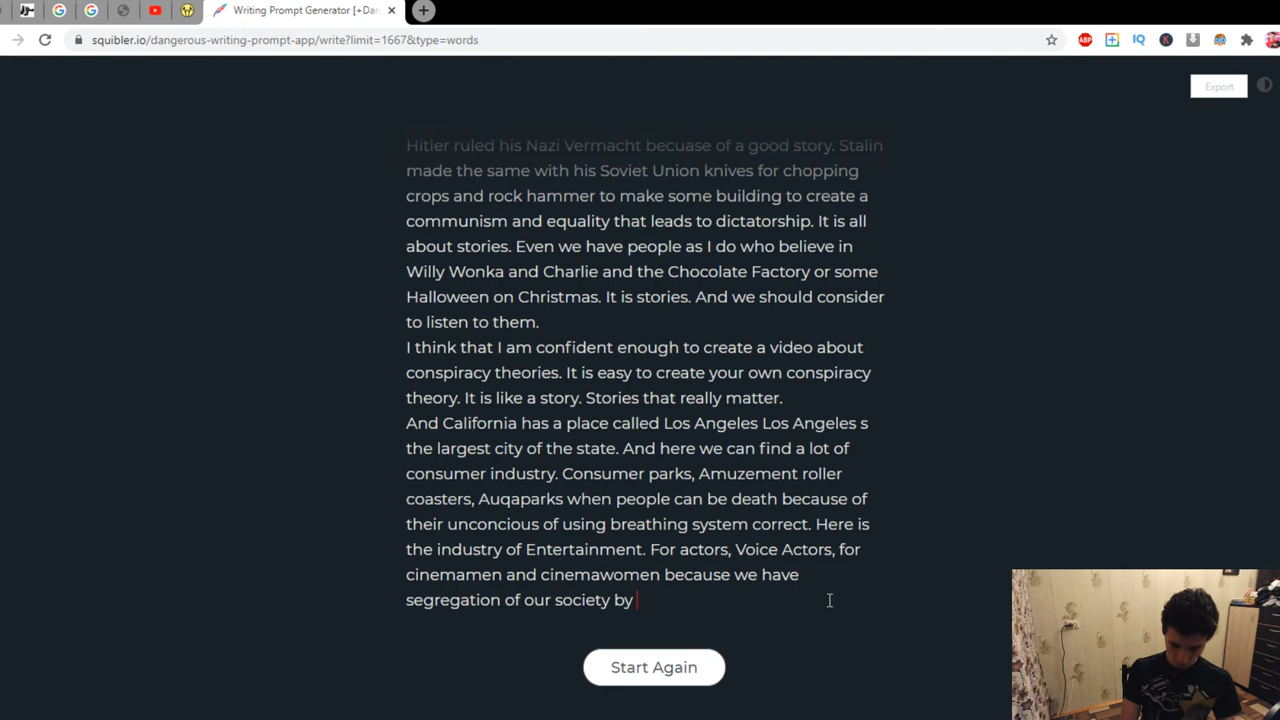 Writing Prompt Generator [+Dan
squibler.io/dangerous-writing-prompt-app/write?limit=1667&type=words
Export
Hitler ruled his Nazi Vermacht becuase of a good story. Stalin
made the same with his Soviet Union knives for chopping
crops and rock hammer to make some building to create a
communism and equality that leads to dictatorship. It is all
about stories. Even we have people as I do who believe in
Willy Wonka and Charlie and the Chocolate Factory or some
Halloween on Christmas. It is stories. And we should consider
to listen to them.
I think that I am confident enough to create a video about
conspiracy theories. It is easy to create your own conspiracy
theory. It is like a story. Stories that really matter.
And California has a place called Los Angeles Los Angeles s
the largest city of the state. And here we can find a lot of
consumer industry. Consumer parks, Amuzement roller
coasters, Auqaparks when people can be death because of
their unconcious of using breathing system correct. Here is
the industry of Entertainment. For actors, Voice Actors, for
cinemamen and cinemawomen because we have
segregation of our society by
Start Again